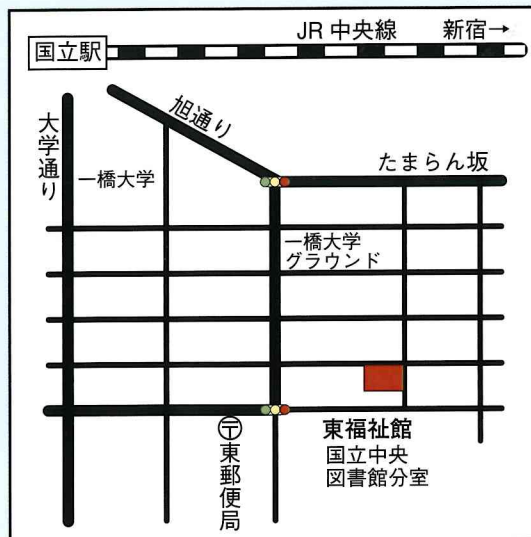 JR 中央線
新宿→
国立駅
大学通り
旭通り
一橋大学
たまらん坂
一橋大学
グラウンド
〒
東郵便局
東福祉館
国立中央
図書館分室